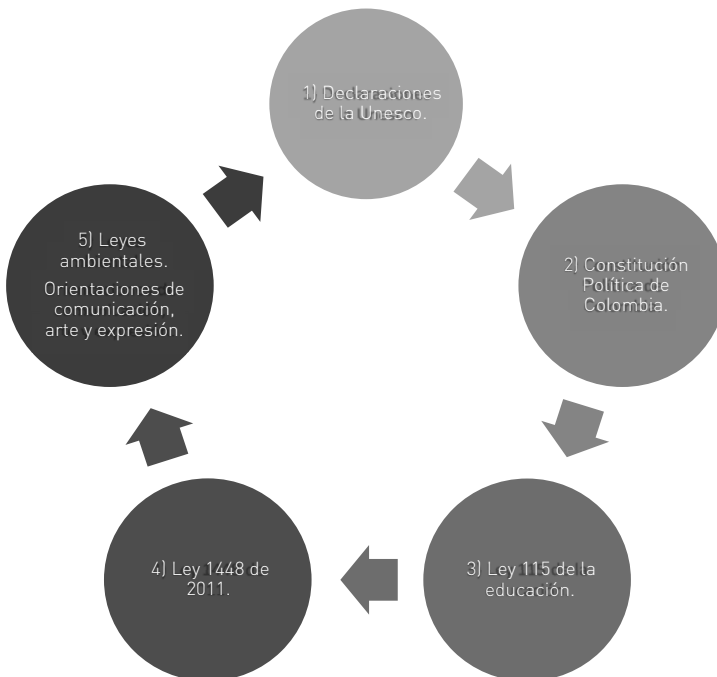 1) Declaraciones
de la Unesco.
2) Constitución
Política de
Colombia.
3) Ley 115 de la
educación.
4) Ley 1448 de
2011.
5) Leyes
ambientales.
Orientaciones de
comunicación,
arte y expresión.